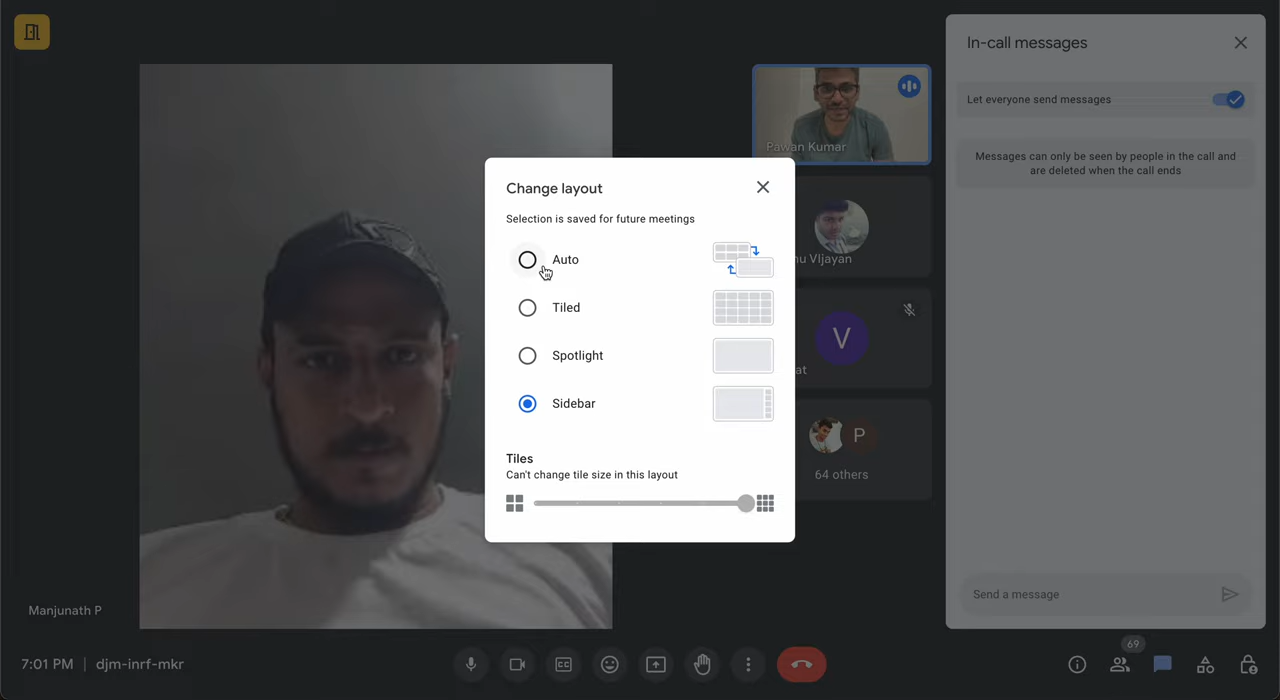 In-call messages
Let everyone send messages
Messages can only be seen by people in the call and
are deleted when the call ends
Pawan Kumar
VIjayan
V
P
64 others
Change layout
Selection is saved for future meetings
Auto
Tiled
Spotlight
Sidebar
Tiles
Can't change tile size in this layout
Send a message
Manjunath P
7:01 PM | djm-inrf-mkr
CC
69